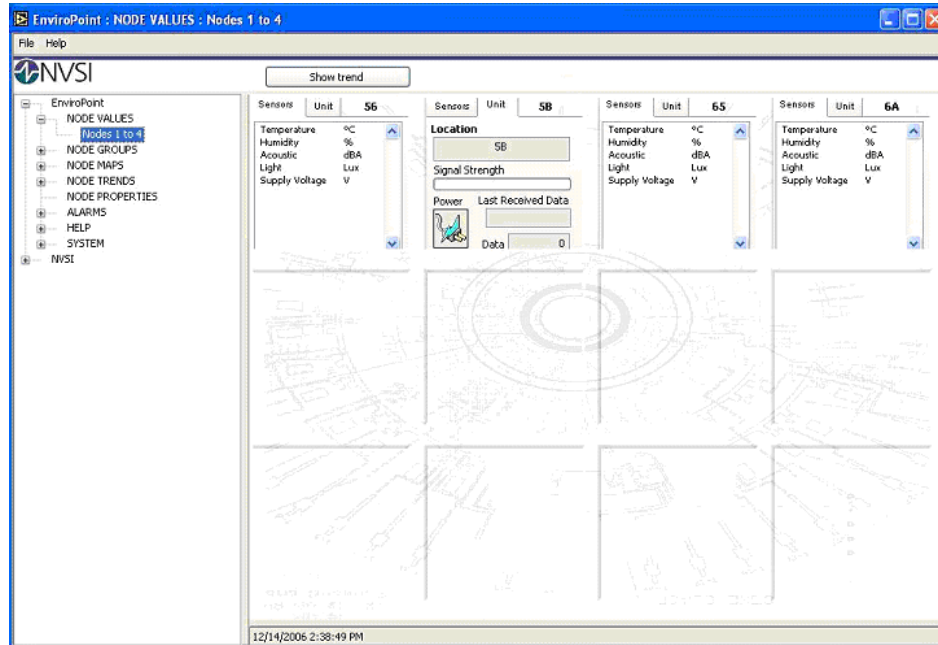 EnviroPoint : NODE VALUES : Nodes 1 to 4
File Help
NVSI
Show trend
EnviroPoint
NODE VALUES
Nodes 1 to 4
NODE GROUPS
NODE MAPS
NODE TRENDS
NODE PROPERTIES
ALARMS
HELP
SYSTEM
NVSI
Sensors Unit 56
Temperature °C
Humidity %
Acoustic dBA
Light Lux
Supply Voltage V
Sensors Unit 5B
Location
5B
Signal Strength
Power Last Received Data
Data 0
Sensors Unit 65
Temperature °C
Humidity %
Acoustic dBA
Light Lux
Supply Voltage V
Sensors Unit 6A
Temperature °C
Humidity %
Acoustic dBA
Light Lux
Supply Voltage V
12/14/2006 2:38:49 PM